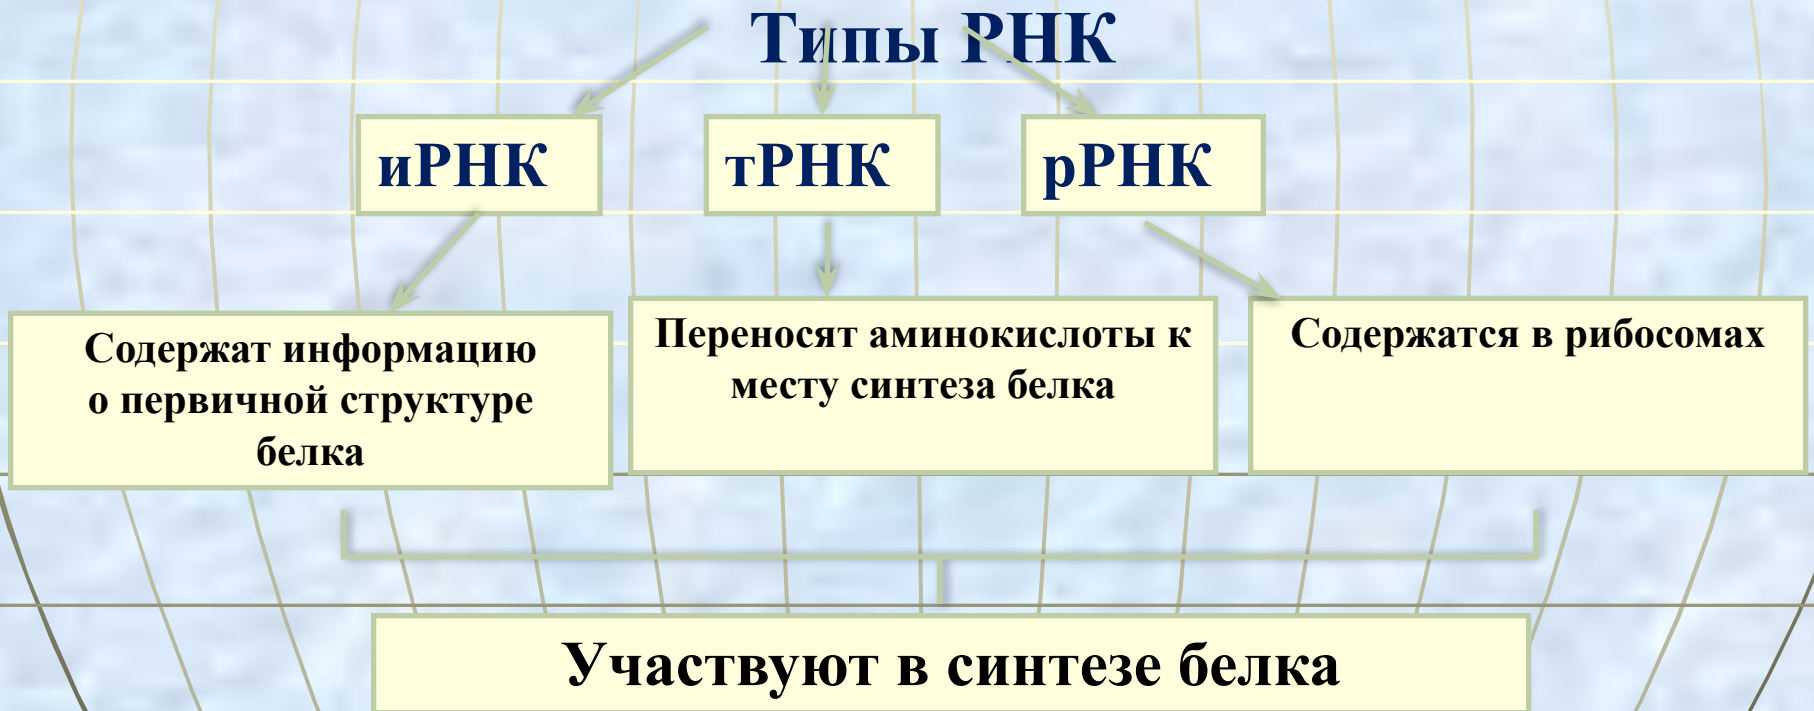 Типы РНК
иРНК
тРНК
рРНК
Содержат информацию
о первичной структуре
белка
Переносят аминокислоты к
месту синтеза белка
Содержатся в рибосомах
Участвуют в синтезе белка